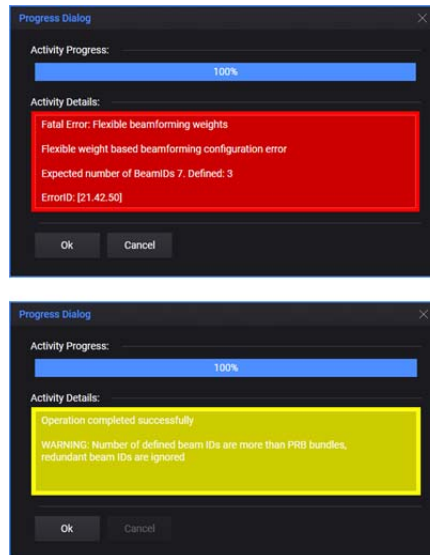 Progress Dialog
Activity Progress:
100%
Activity Details:
Fatal Error: Flexible beamforming weights
Flexible weight based beamforming configuration error
Expected number of BeamIDs 7. Defined: 3
ErrorID: [21.42.50]
Ok Cancel
Progress Dialog
Activity Progress:
100%
Activity Details:
Operation completed successfully
WARNING: Number of defined beam IDs are more than PRB bundles,
redundant beam IDs are ignored
Ok Cancel